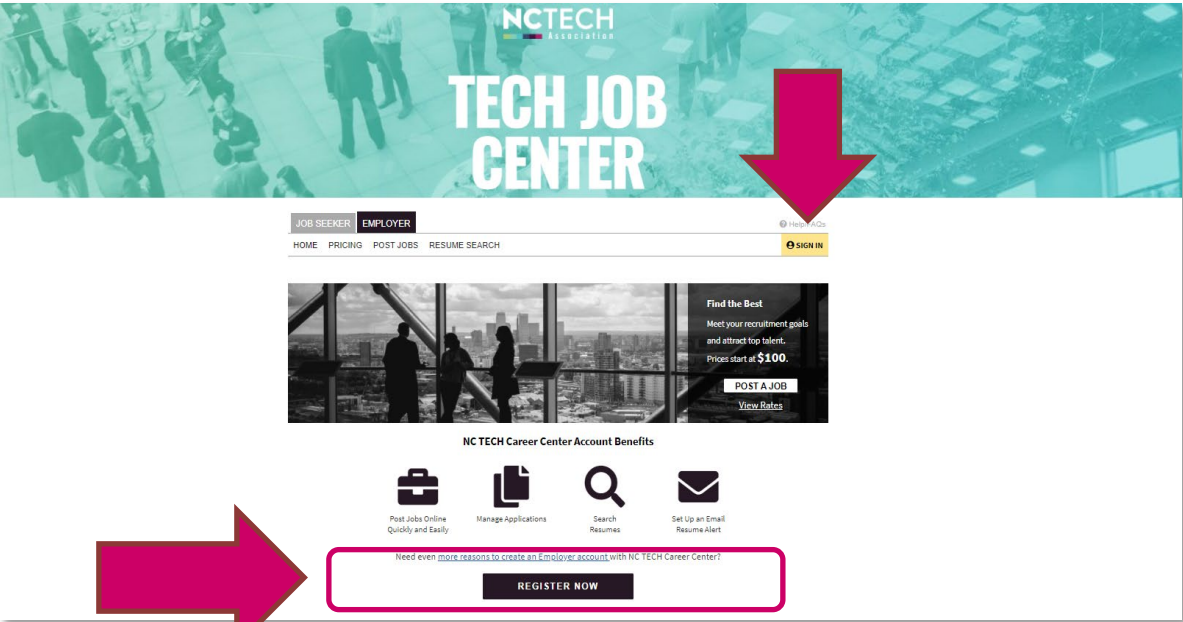 NCTECH
Association
TECH JOB
CENTER
JOB SEEKER EMPLOYER
Help/FAQs
HOME PRICING POST JOBS RESUME SEARCH
SIGN IN
Find the Best
Meet your recruitment goals
and attract top talent.
Prices start at $100.
POST A JOB
View Rates
NC TECH Career Center Account Benefits
Post Jobs Online
Quickly and Easily
Manage Applications
Search
Resumes
Set Up an Email
Resume Alert
Need even more reasons to create an Employer account with NC TECH Career Center?
REGISTER NOW